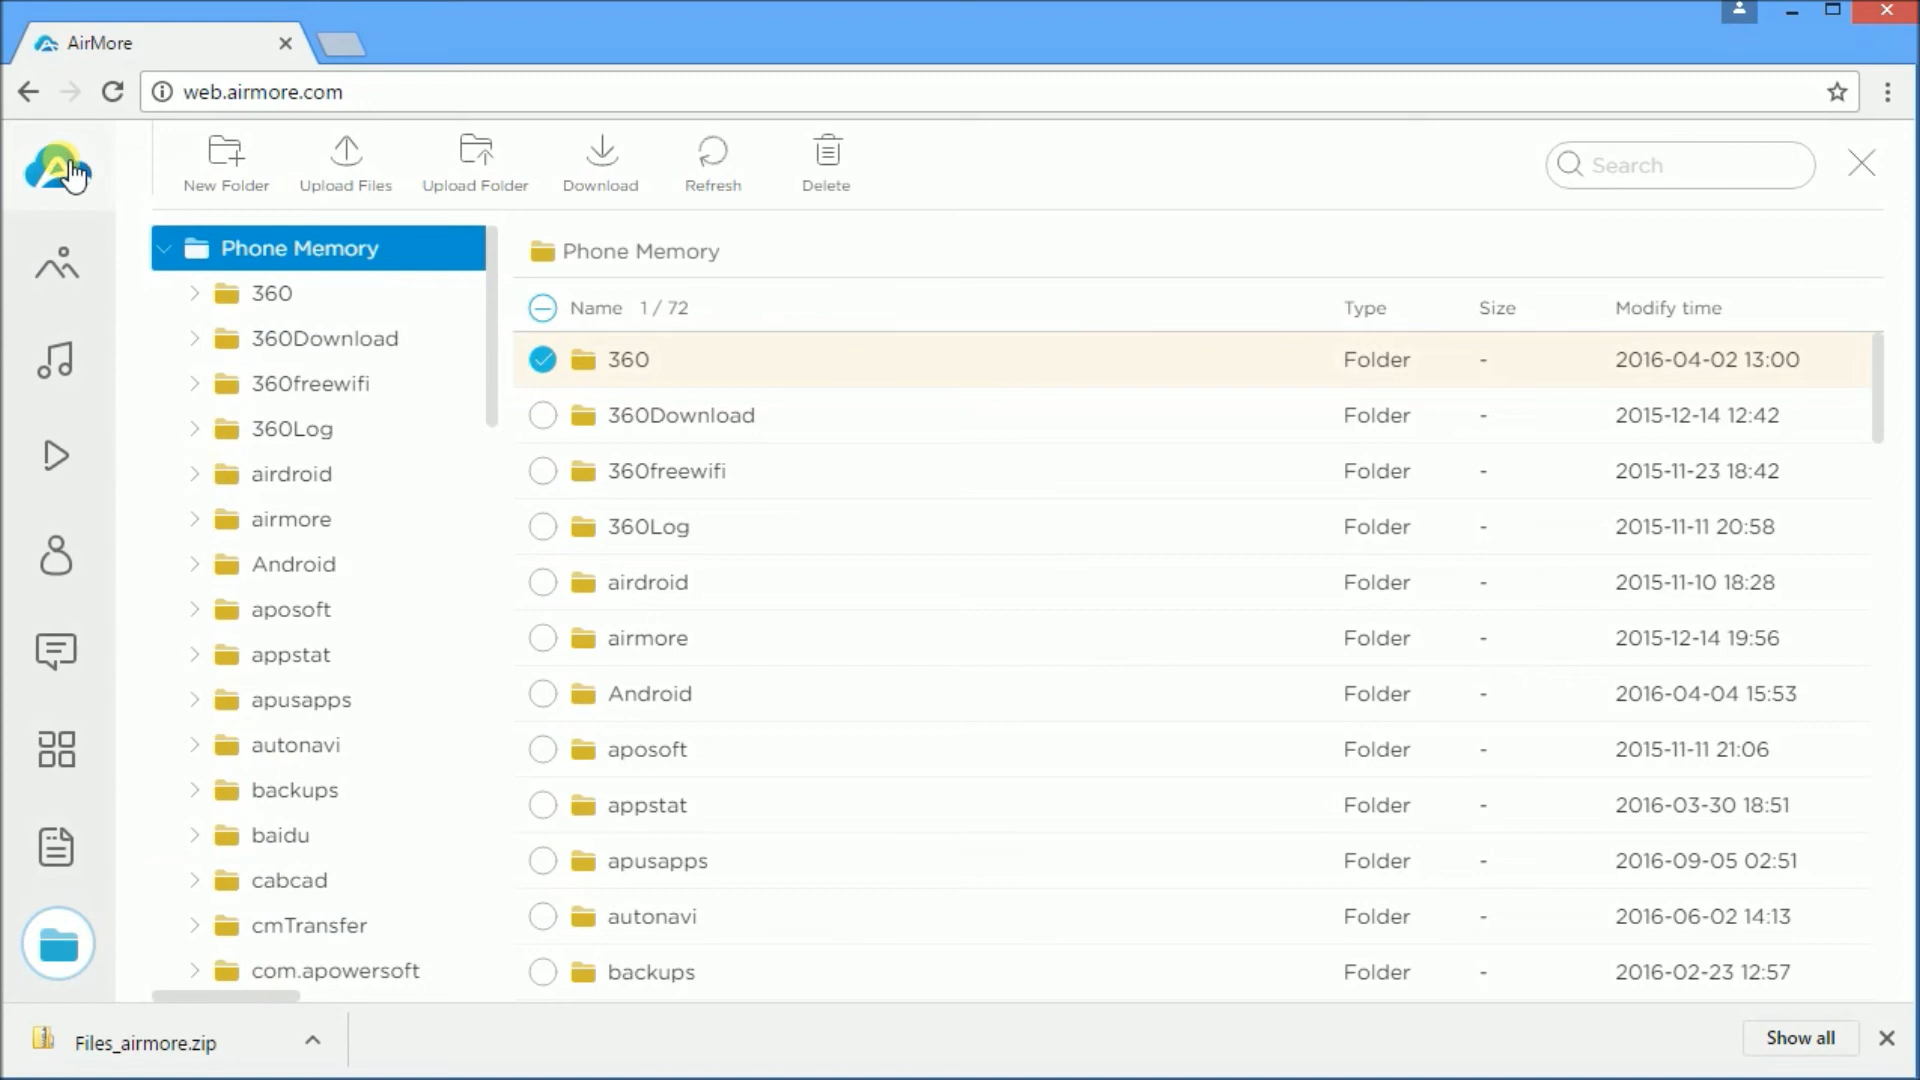 AirMore
web.airmore.com
New Folder Upload Files Upload Folder Download Refresh Delete
Search
Phone Memory
360
360Download
360freewifi
360Log
airdroid
airmore
Android
aposoft
appstat
apusapps
autonavi
backups
baidu
cabcad
cmTransfer
com.apowersoft
Phone Memory
Name 1 / 72 Type Size Modify time
360 Folder - 2016-04-02 13:00
360Download Folder - 2015-12-14 12:42
360freewifi Folder - 2015-11-23 18:42
360Log Folder - 2015-11-11 20:58
airdroid Folder - 2015-11-10 18:28
airmore Folder - 2015-12-14 19:56
Android Folder - 2016-04-04 15:53
aposoft Folder - 2015-11-11 21:06
appstat Folder - 2016-03-30 18:51
apusapps Folder - 2016-09-05 02:51
autonavi Folder - 2016-06-02 14:13
backups Folder - 2016-02-23 12:57
Files_airmore.zip
Show all